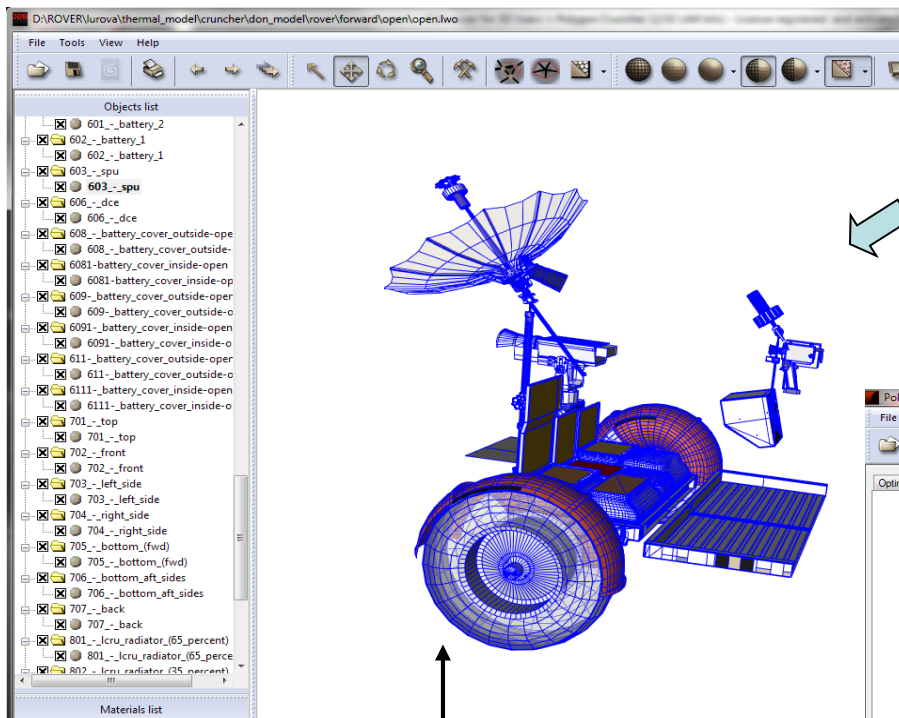 D:\ROVER\lurova\thermal_model\cruncher\don_model\rover\forward\open\open.lwo
File Tools View Help
Objects list
601_-_battery_2
602_-_battery_1
602_-_battery_1
603_-_spu
603_-_spu
606_-_dce
606_-_dce
608_-_battery_cover_outside-ope
608_-_battery_cover_outside-
6081-battery_cover_inside-open
6081-battery_cover_inside-op
609-_battery_cover_outside-open
609-_battery_cover_outside-o
6091-_battery_cover_inside-open
6091-_battery_cover_inside-o
611-_battery_cover_outside-open
611-_battery_cover_outside-o
6111-_battery_cover_inside-open
6111-_battery_cover_inside-o
701_-_top
701_-_top
702_-_front
702_-_front
703_-_left_side
703_-_left_side
704_-_right_side
704_-_right_side
705_-_bottom_(fwd)
705_-_bottom_(fwd)
706_-_bottom_aft_sides
706_-_bottom_aft_sides
707_-_back
707_-_back
801_-_lcru_radiator_(65_percent)
801_-_lcru_radiator_(65_perce
802_-_lcru_radiator_(35_percent)
Materials list
Pol
File
Optin